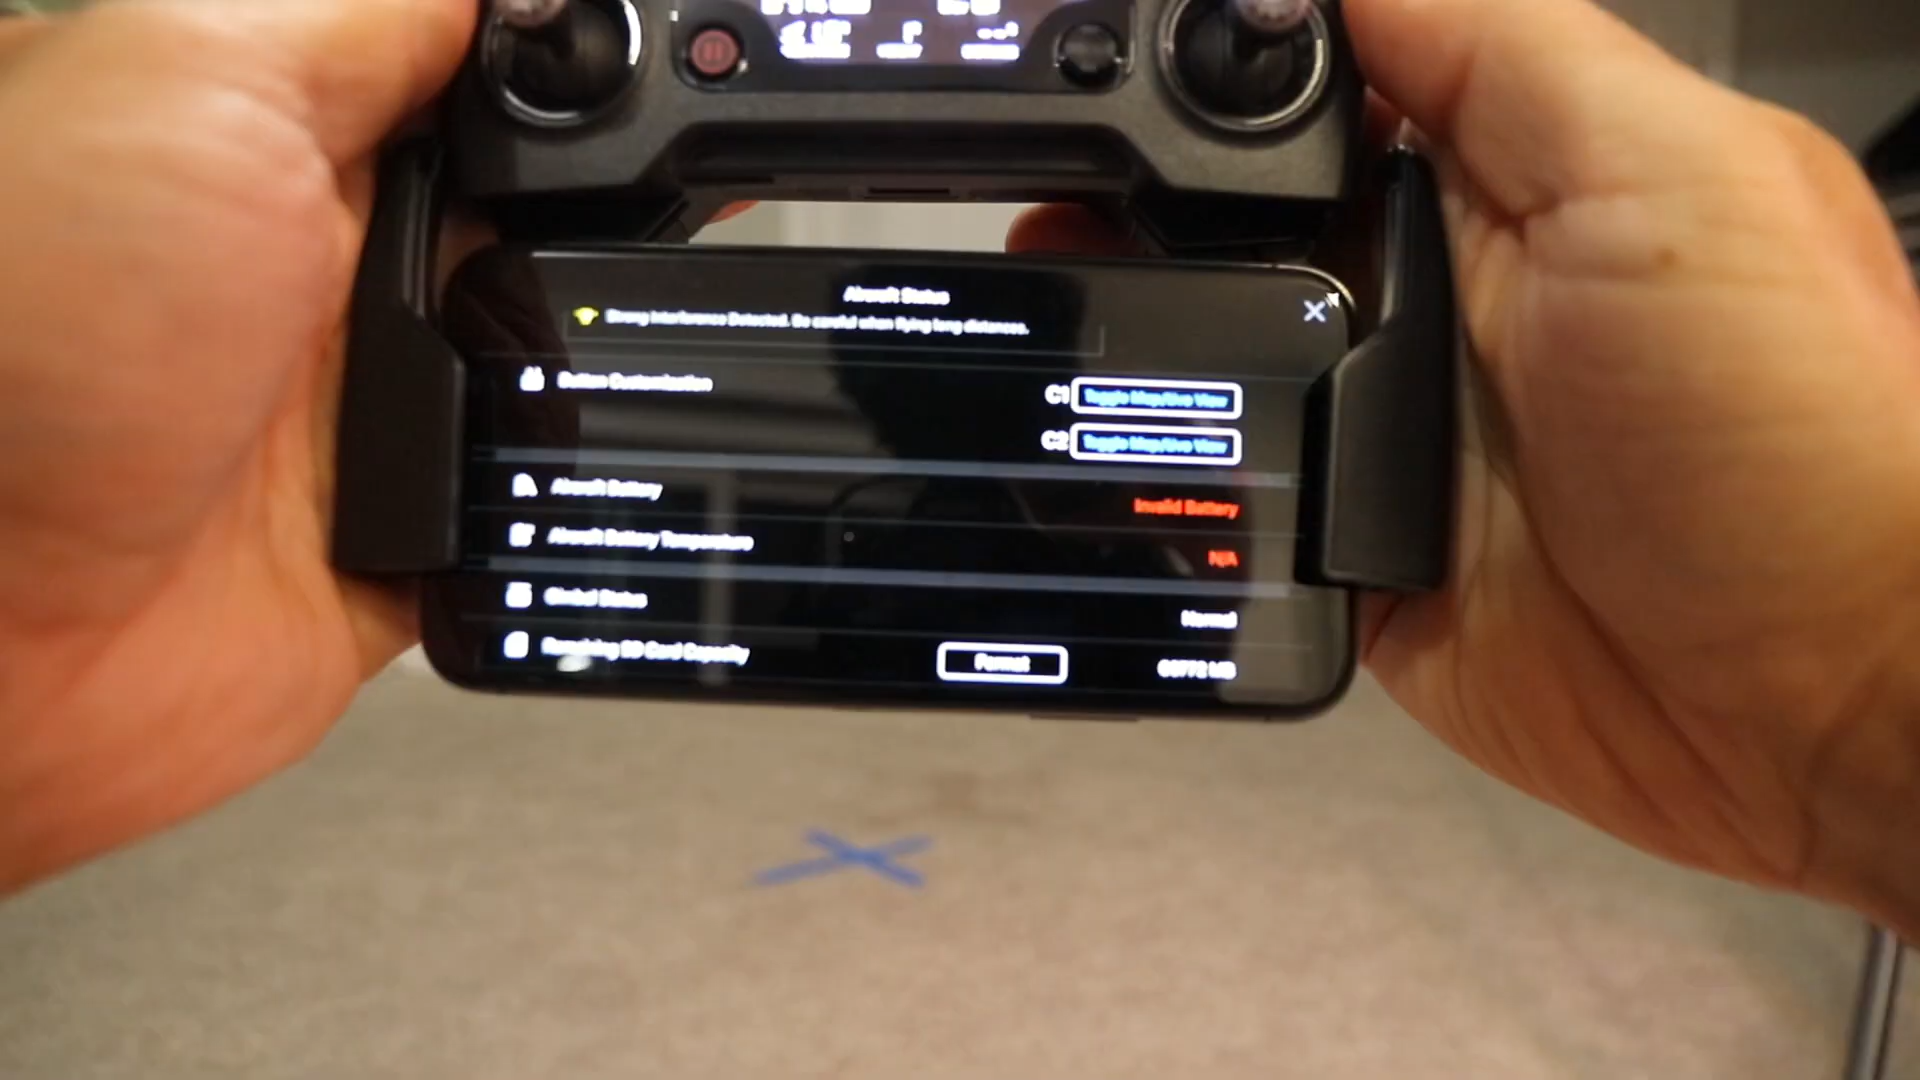 Aircraft Status
Strong Interference Detected. Be careful when flying long distances.
Button Customization
C1 Toggle Map/Live View
C2 Toggle Map/Live View
Aircraft Battery
Invalid Battery
Aircraft Battery Temperature
N/A
Gimbal Status
Normal
Remaining SD Card Capacity
Format
MB